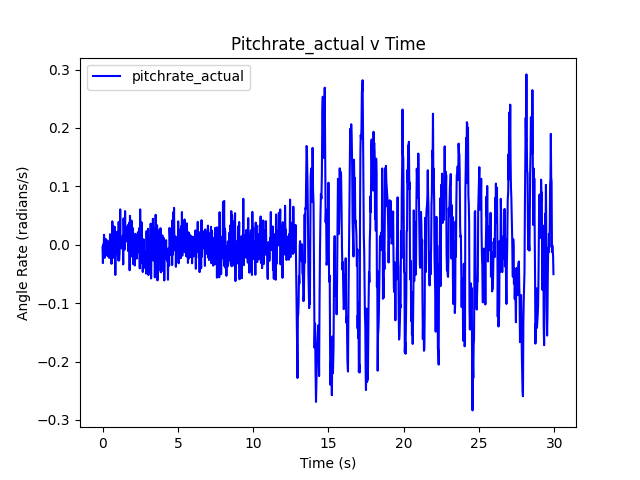 Pitchrate_actual v Time
pitchrate_actual
Angle Rate (radians/s)
0.3
0.2
0.1
0.0
−0.1
−0.2
−0.3
0 5 10 15 20 25 30
Time (s)